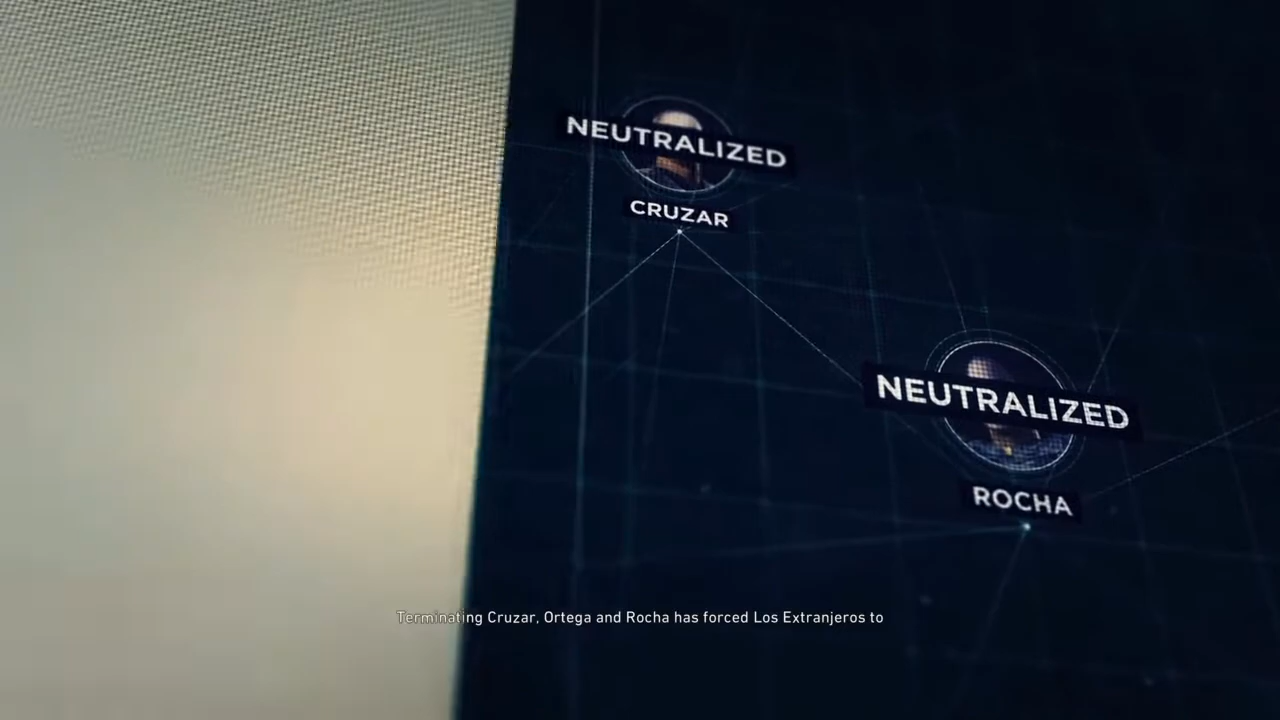 NEUTRALIZED
CRUZAR
NEUTRALIZED
ROCHA
Terminating Cruzar, Ortega and Rocha has forced Los Extranjeros to